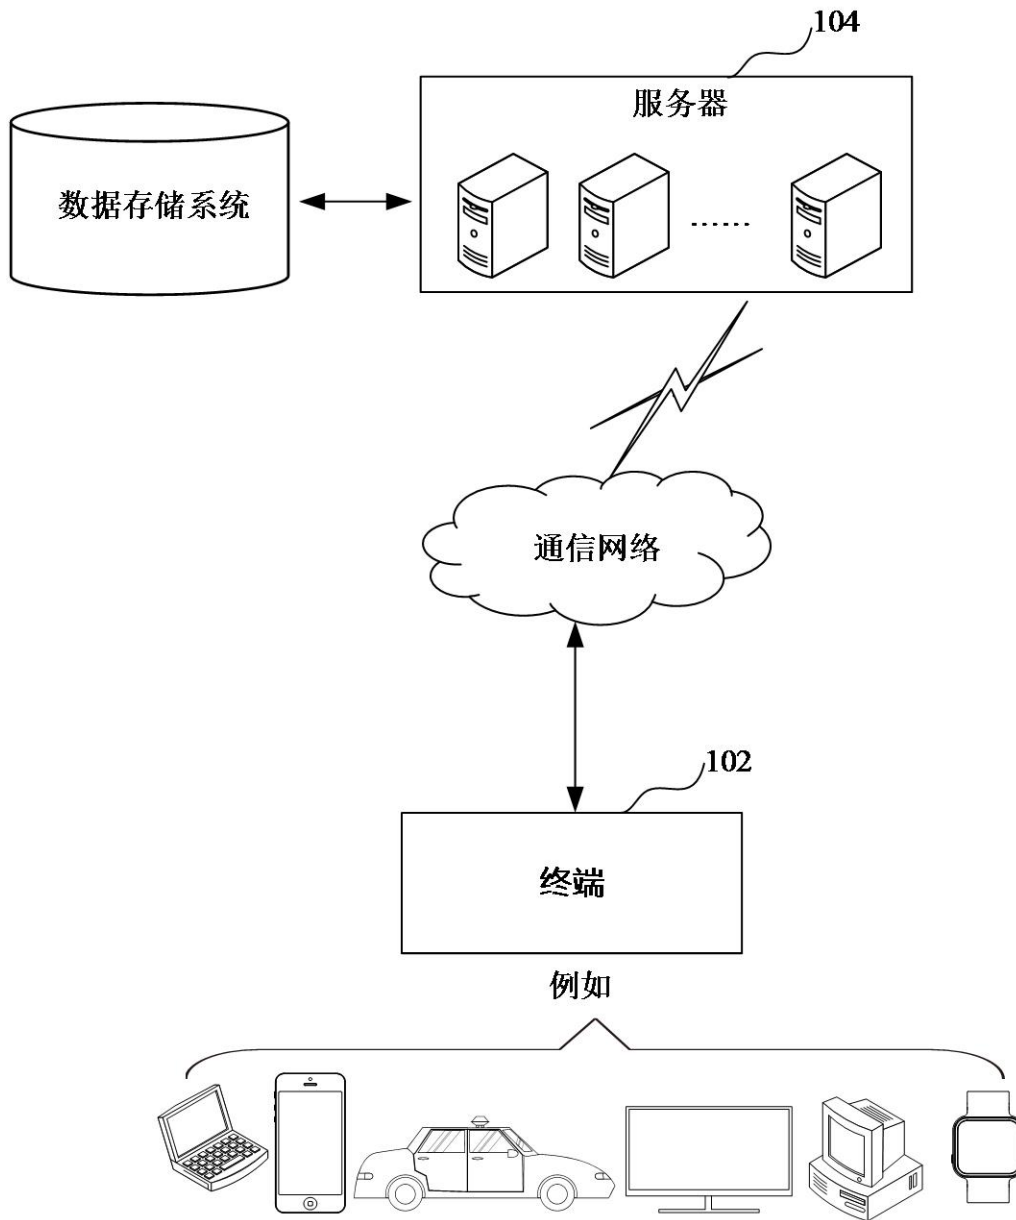 104
服务器
数据存储系统
......
通信网络
102
终端
例如